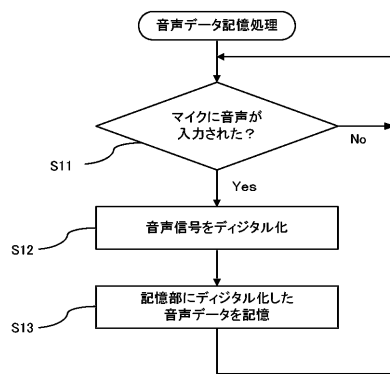 音声データ記憶処理
マイクに音声が
入力された?
No
S11
Yes
音声信号をディジタル化
S12
記憶部にディジタル化した
音声データを記憶
S13